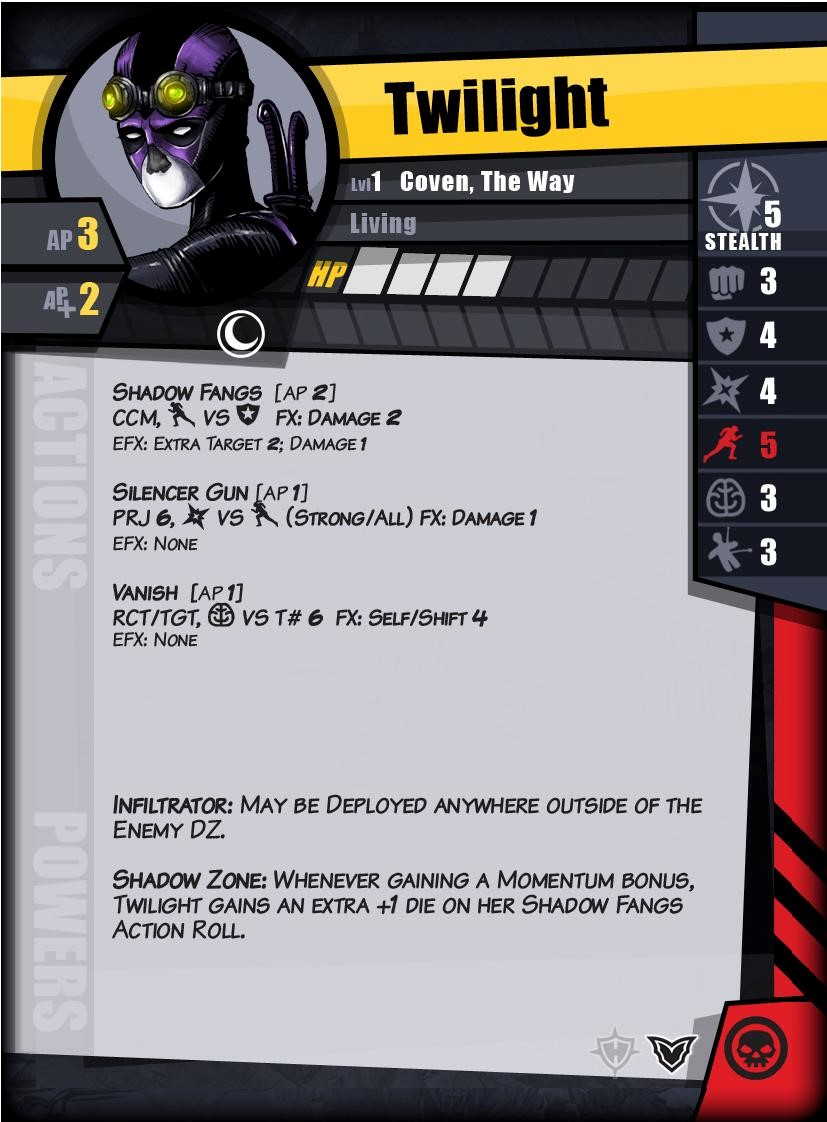 Twilight
Lvl 1 Coven, The Way
Living
AP 3
AP+ 2
HP
5
STEALTH
3
4
4
5
3
3
ACTIONS
SHADOW FANGS [AP 2]
CCM, VS FX: DAMAGE 2
EFX: EXTRA TARGET 2; DAMAGE 1
SILENCER GUN [AP 1]
PRJ 6, VS (STRONG/ALL) FX: DAMAGE 1
EFX: NONE
VANISH [AP 1]
RCT/TGT, VS T# 6 FX: SELF/SHIFT 4
EFX: NONE
POWERS
INFILTRATOR: MAY BE DEPLOYED ANYWHERE OUTSIDE OF THE
ENEMY DZ.
SHADOW ZONE: WHENEVER GAINING A MOMENTUM BONUS,
TWILIGHT GAINS AN EXTRA +1 DIE ON HER SHADOW FANGS
ACTION ROLL.
H